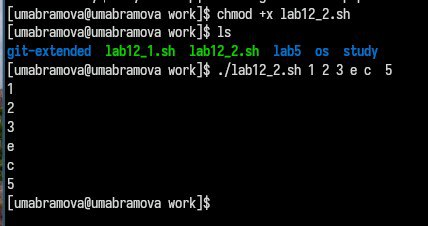 [umabramova@umabramova work]$ chmod +x lab12_2.sh
[umabramova@umabramova work]$ ls
git-extended  lab12_1.sh  lab12_2.sh  lab5  os  study
[umabramova@umabramova work]$ ./lab12_2.sh 1 2 3 e c  5
1
2
3
e
c
5
[umabramova@umabramova work]$